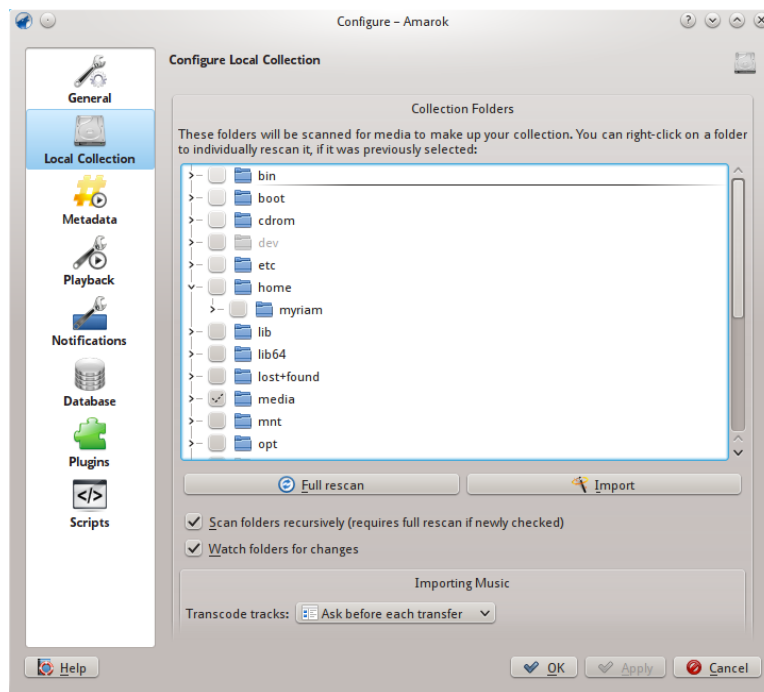 Configure – Amarok
General
Local Collection
Metadata
Playback
Notifications
Database
Plugins
Scripts
Configure Local Collection
Collection Folders
These folders will be scanned for media to make up your collection. You can right-click on a folder
to individually rescan it, if it was previously selected:
bin
boot
cdrom
dev
etc
home
myriam
lib
lib64
lost+found
media
mnt
opt
Full rescan
Import
Scan folders recursively (requires full rescan if newly checked)
Watch folders for changes
Importing Music
Transcode tracks: Ask before each transfer
Help
OK
Apply
Cancel